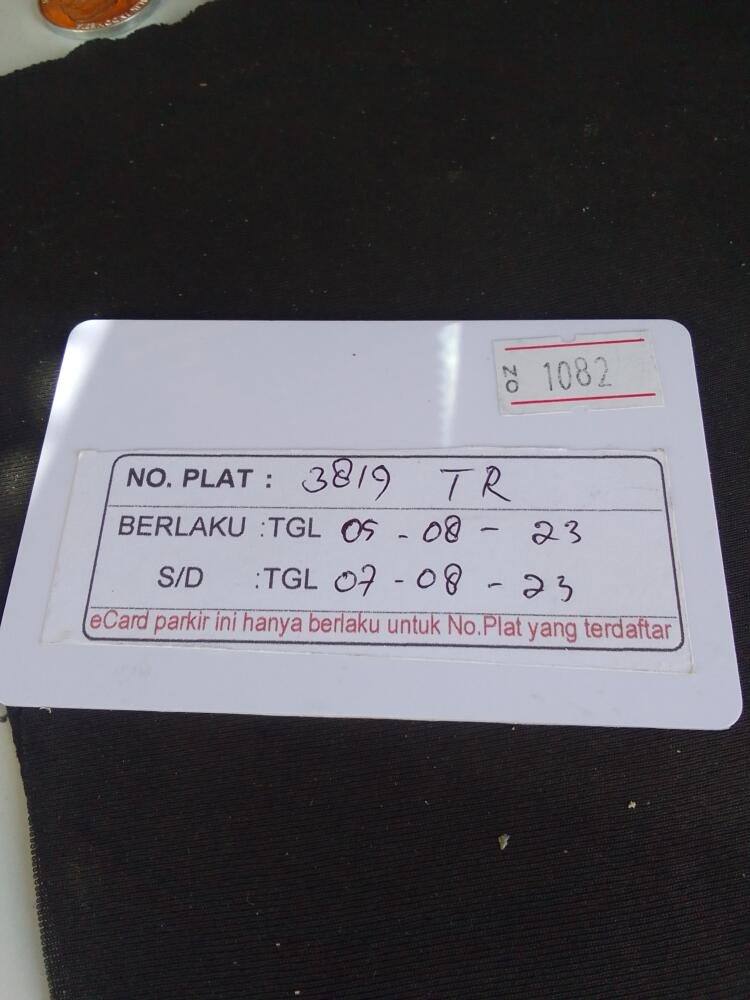 NO 1082
NO. PLAT : 3819 TR
BERLAKU :TGL 05 - 08 - 23
S/D :TGL 07 - 08 - 23
eCard parkir ini hanya berlaku untuk No.Plat yang terdaftar